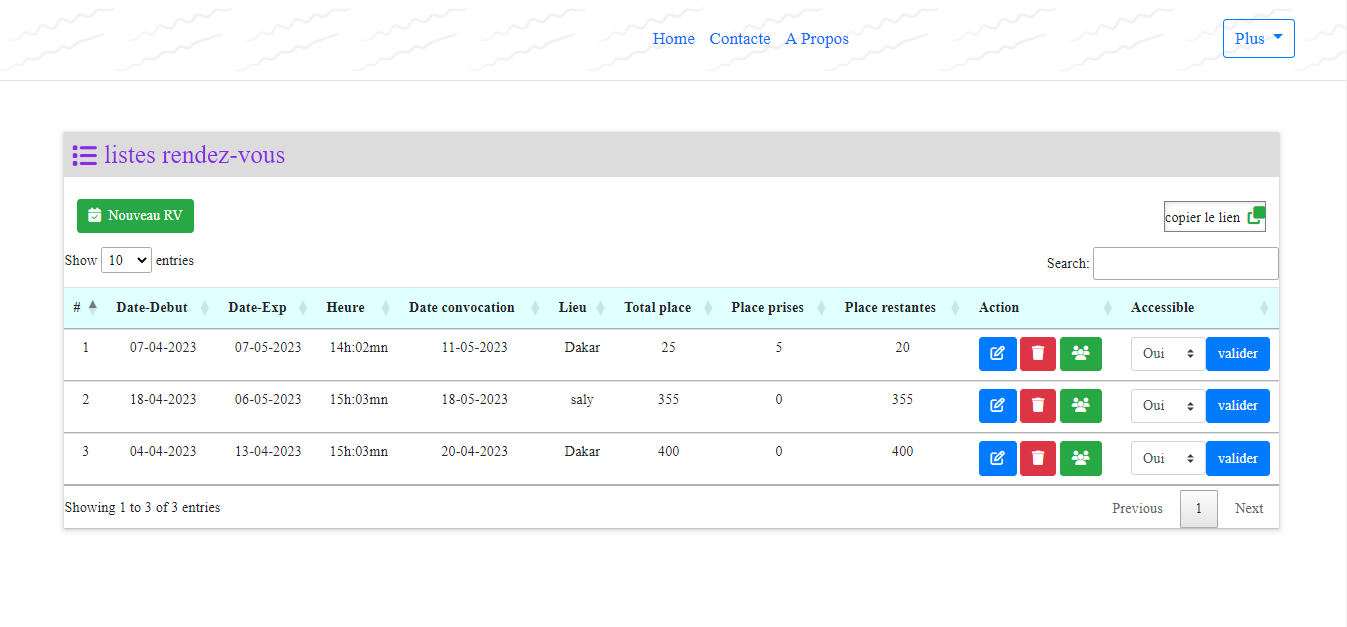 Home Contacte A Propos Plus
listes rendez-vous
Nouveau RV copier le lien
Show 10 entries Search:
# Date-Debut Date-Exp Heure Date convocation Lieu Total place Place prises Place restantes Action Accessible
1 07-04-2023 07-05-2023 14h:02mn 11-05-2023 Dakar 25 5 20 Oui valider
2 18-04-2023 06-05-2023 15h:03mn 18-05-2023 saly 355 0 355 Oui valider
3 04-04-2023 13-04-2023 15h:03mn 20-04-2023 Dakar 400 0 400 Oui valider
Showing 1 to 3 of 3 entries Previous 1 Next